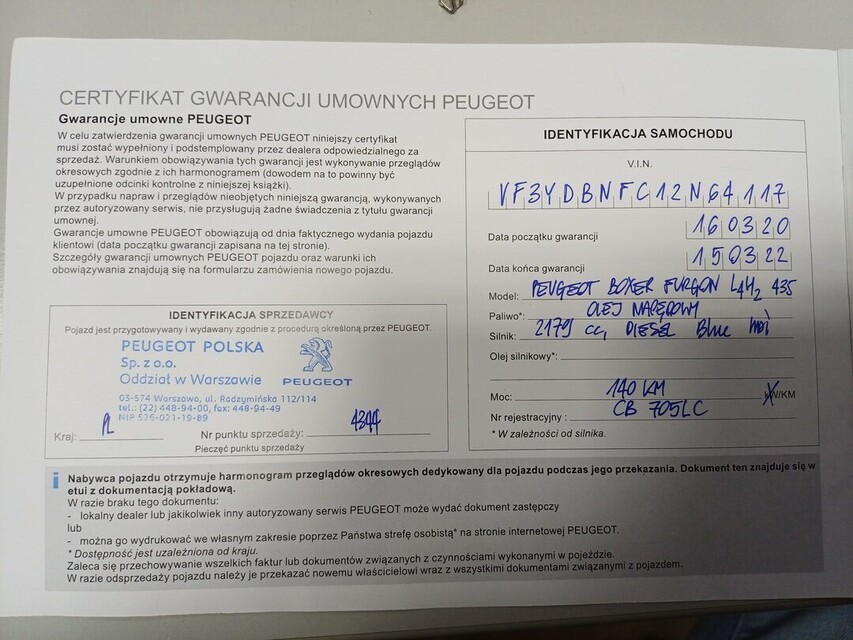 CERTYFIKAT GWARANCJI UMOWNYCH PEUGEOT
Gwarancje umowne PEUGEOT
W celu zatwierdzenia gwarancji umownych PEUGEOT niniejszy certyfikat
musi zostać wypełniony i podstemplowany przez dealera odpowiedzialnego za
sprzedaż. Warunkiem obowiązywania tych gwarancji jest wykonywanie przeglądów
okresowych zgodnie z ich harmonogramem (dowodem na to powinny być
uzupełnione odcinki kontrolne z niniejszej książki).
W przypadku napraw i przeglądów nieobjętych niniejszą gwarancją, wykonywanych
przez autoryzowany serwis, nie przysługują żadne świadczenia z tytułu gwarancji
umownej.
Gwarancje umowne PEUGEOT obowiązują od dnia faktycznego wydania pojazdu
klientowi (data początku gwarancji zapisana na tej stronie).
Szczegóły gwarancji umownych PEUGEOT pojazdu oraz warunki ich
obowiązywania znajdują się na formularzu zamówienia nowego pojazdu.
IDENTYFIKACJA SPRZEDAWCY
Pojazd jest przygotowywany i wydawany zgodnie z procedurą określoną przez PEUGEOT.
PEUGEOT POLSKA
Sp. z o.o.
Oddział w Warszawie
PEUGEOT
03-574 Warszawa, ul. Radzymińska 112/114
tel.: (22) 448-94-00, fax: 448-94-49
NIP 526-021-19-89
Kraj: PL Nr punktu sprzedaży:
Pieczęć punktu sprzedaży
IDENTYFIKACJA SAMOCHODU
V.I.N.
VF3YDBNFC12N64117
Data początku gwarancji 160320
Data końca gwarancji 150322
Model: PEUGEOT BOXER FURGON L4H2 435
Paliwo*: OLEJ NAPĘDOWY
Silnik: 2179 cc, DIESEL Blue hdi
Olej silnikowy*:
Moc: 140 KM kW/KM
Nr rejestracyjny : CB 705LC
* W zależności od silnika.
i
Nabywca pojazdu otrzymuje harmonogram przeglądów okresowych dedykowany dla pojazdu podczas jego przekazania. Dokument ten znajduje się w
etui z dokumentacją pokładową.
W razie braku tego dokumentu:
- lokalny dealer lub jakikolwiek inny autoryzowany serwis PEUGEOT może wydać dokument zastępczy
lub
- można go wydrukować we własnym zakresie poprzez Państwa strefę osobistą* na stronie internetowej PEUGEOT.
* Dostępność jest uzależniona od kraju.
Zaleca się przechowywanie wszelkich faktur lub dokumentów związanych z czynnościami wykonanymi w pojeździe.
W razie odsprzedaży pojazdu należy je przekazać nowemu właścicielowi wraz z wszystkimi dokumentami związanymi z pojazdem.